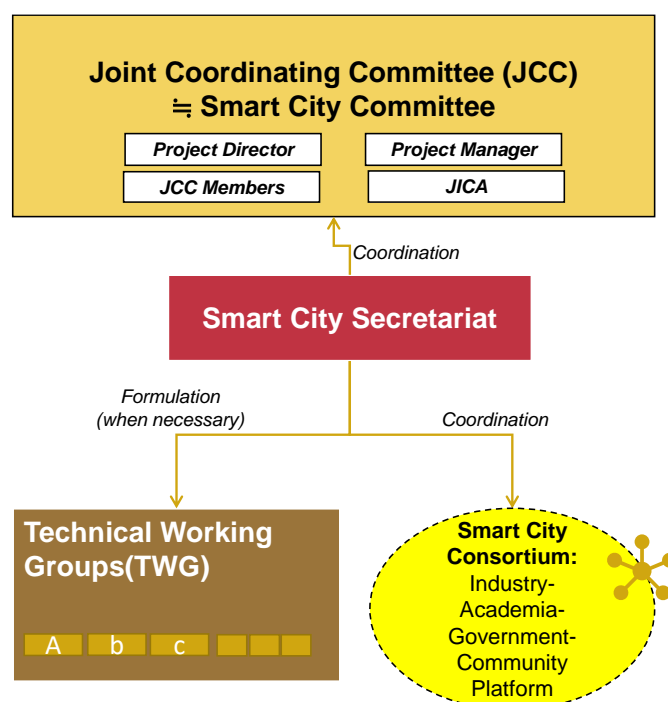 Joint Coordinating Committee (JCC)
≒ Smart City Committee
Project Director
Project Manager
JCC Members
JICA
Coordination
Smart City Secretariat
Formulation
(when necessary)
Coordination
Technical Working
Groups(TWG)
A
b
c
Smart City
Consortium:
Industry-
Academia-
Government-
Community
Platform